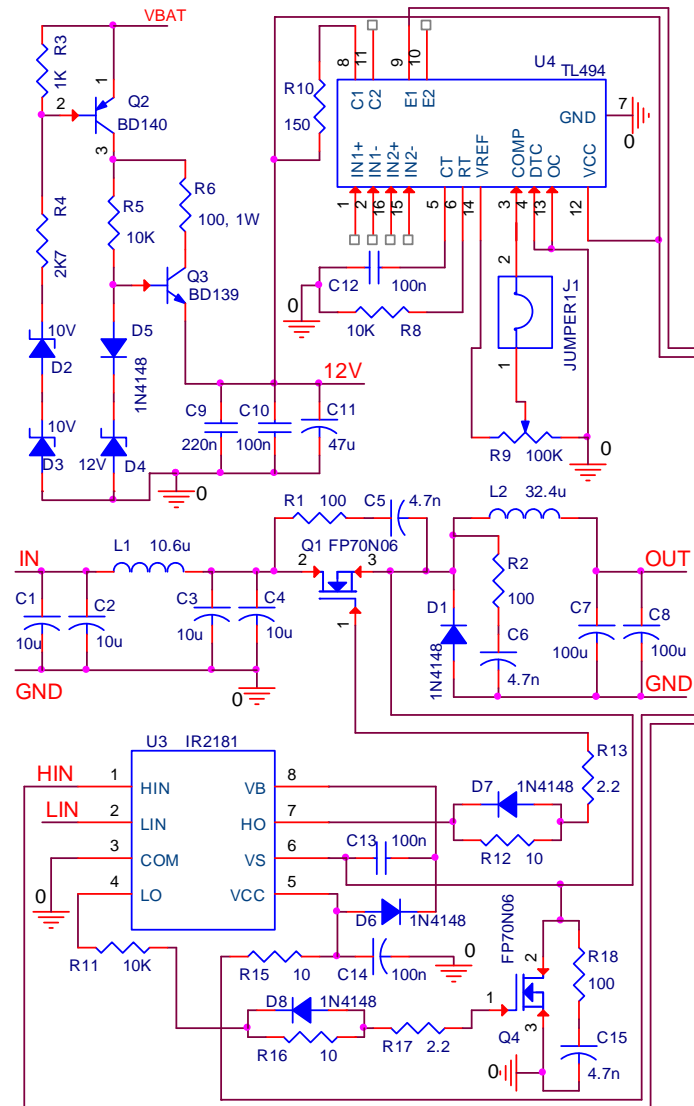 VBAT
R3
1K
1
2
Q2
BD140
3
R4
2K7
R5
10K
R6
100, 1W
Q3
BD139
10V
D2
D5
1N4148
10V
D3
12V
D4
12V
C9
220n
C10
100n
C11
47u
0
R10
150
8
11
9
10
C1
C2
E1
E2
U4
TL494
GND
7
0
IN1+
IN1-
IN2+
IN2-
CT
RT
VREF
COMP
DTC
OC
VCC
1
2
16
15
5
6
14
3
4
13
12
C12
100n
0
10K
R8
2
J1
JUMPER1
1
R9
100K
0
IN
L1
10.6u
C1
10u
C2
10u
C3
10u
C4
10u
GND
0
R1
100
C5
4.7n
Q1
FP70N06
2
3
1
L2
32.4u
R2
100
D1
1N4148
C6
4.7n
C7
100u
C8
100u
OUT
GND
U3
IR2181
HIN
1
HIN
LIN
2
LIN
3
COM
4
LO
0
VB
8
HO
7
VS
6
VCC
5
R13
2.2
D7
1N4148
R12
10
C13
100n
D6
1N4148
R11
10K
R15
10
C14
100n
0
D8
1N4148
R16
10
R17
2.2
FP70N06
2
1
3
Q4
R18
100
C15
4.7n
0